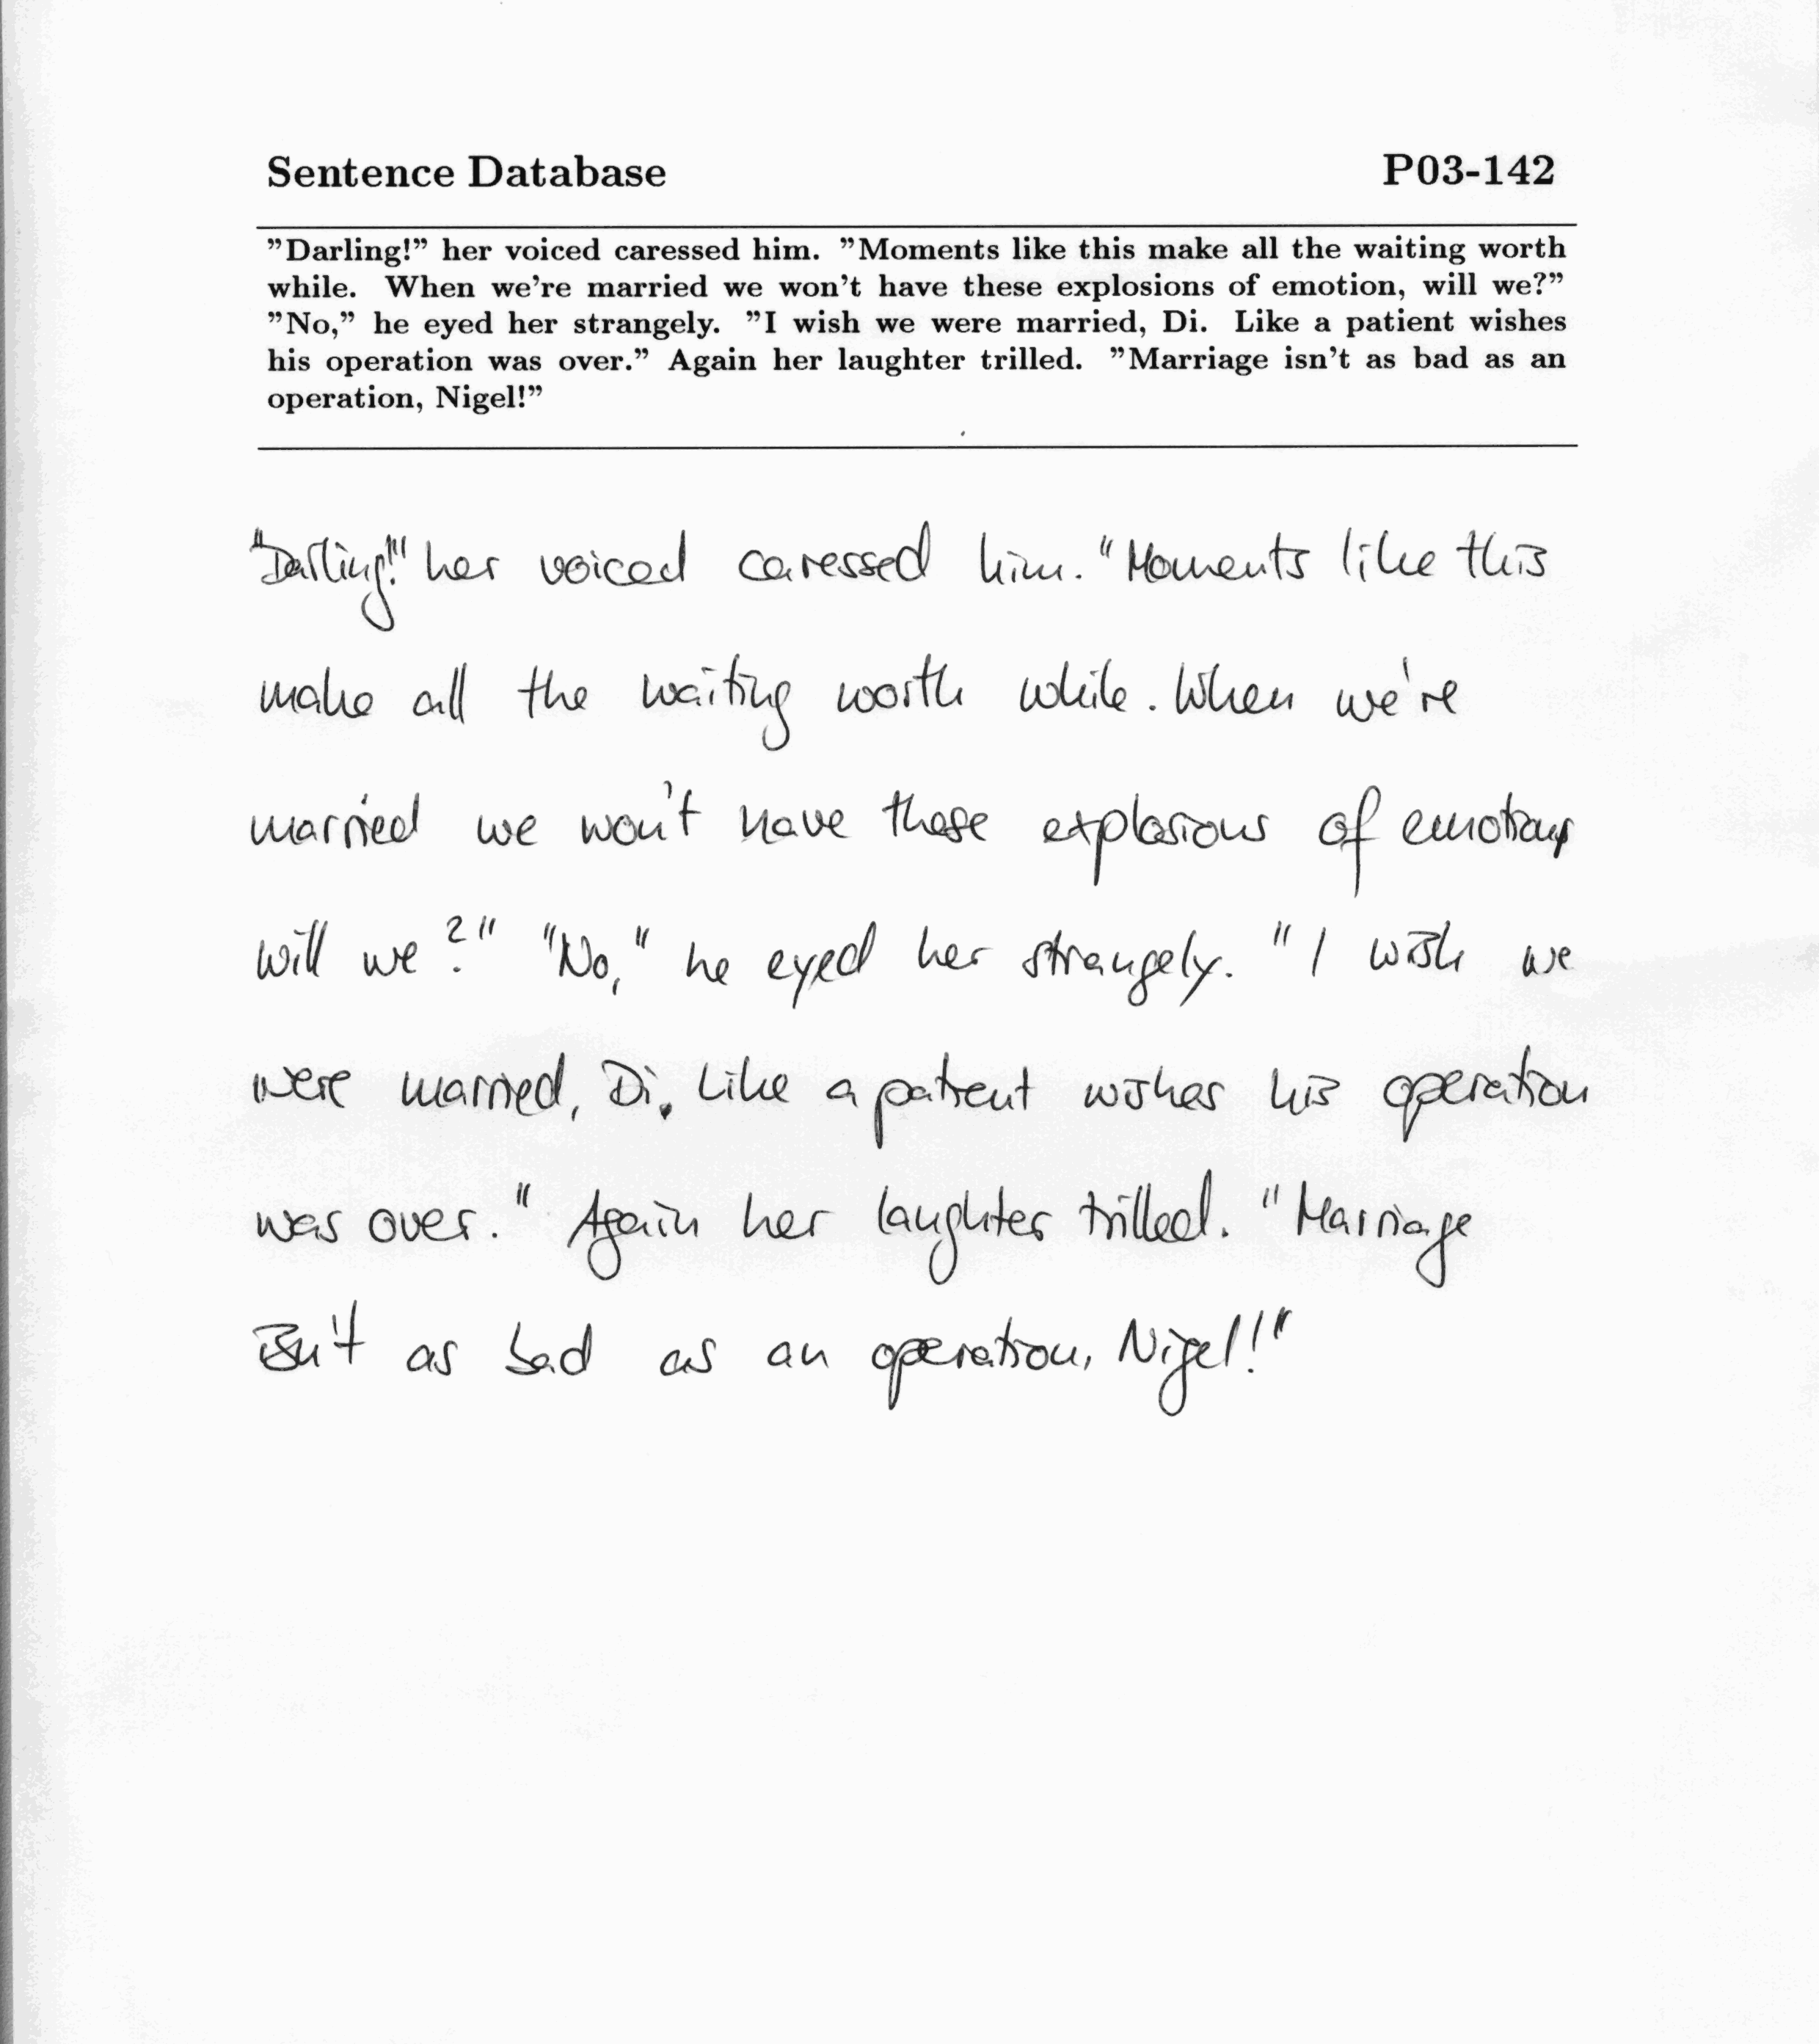 Sentence Database P03-142
"Darling!" her voiced caressed him. "Moments like this make all the waiting worth
while. When we're married we won't have these explosions of emotion, will we?"
"No," he eyed her strangely. "I wish we were married, Di. Like a patient wishes
his operation was over." Again her laughter trilled. "Marriage isn't as bad as an
operation, Nigel!"
"Darling!" her voiced caressed him. "Moments like this
make all the waiting worth while. When we're
married we won't have these explosions of emotion,
will we?" "No," he eyed her strangely. "I wish we
were married, Di. Like a patient wishes his operation
was over." Again her laughter trilled. "Marriage
isn't as bad as an operation, Nigel!"